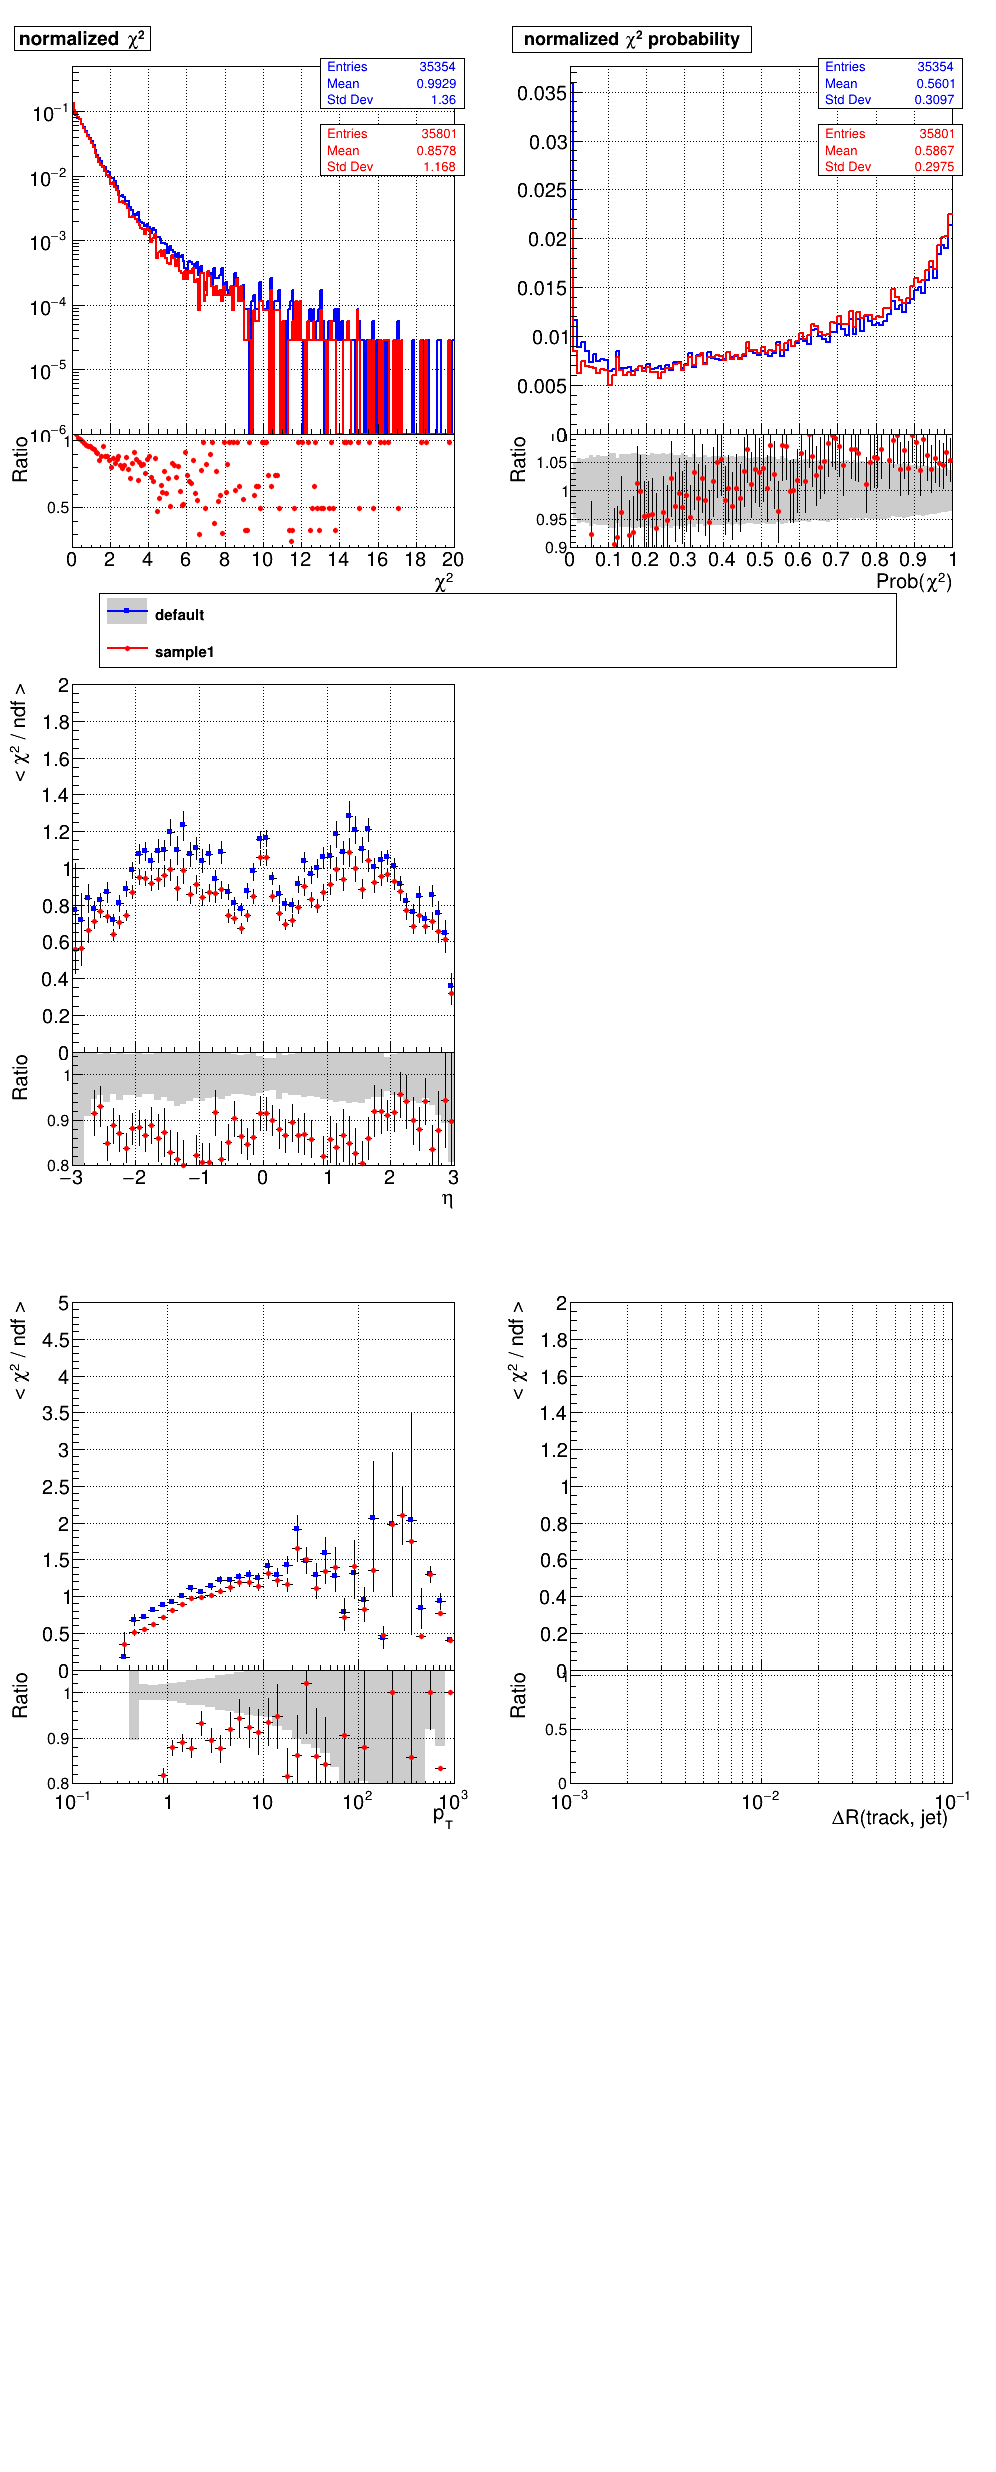 normalized χ²
Entries 35354
Mean 0.9929
Std Dev 1.36
Entries 35801
Mean 0.8578
Std Dev 1.168
10⁻¹
10⁻²
10⁻³
10⁻⁴
10⁻⁵
10⁻⁶
Ratio
1
0.5
0 2 4 6 8 10 12 14 16 18 20
χ²
normalized χ² probability
Entries 35354
Mean 0.5601
Std Dev 0.3097
Entries 35801
Mean 0.5867
Std Dev 0.2975
0.035
0.03
0.025
0.02
0.015
0.01
0.005
0
Ratio
1.05
1
0.95
0.9
0 0.1 0.2 0.3 0.4 0.5 0.6 0.7 0.8 0.9 1
Prob(χ²)
default
sample1
< χ² / ndf >
2
1.8
1.6
1.4
1.2
1
0.8
0.6
0.4
0.2
0
Ratio
1
0.9
0.8
−3 −2 −1 0 1 2 3
η
< χ² / ndf >
5
4.5
4
3.5
3
2.5
2
1.5
1
0.5
0
Ratio
1
0.9
0.8
10⁻¹ 1 10 10² 10³
p_T
< χ² / ndf >
2
1.8
1.6
1.4
1.2
1
0.8
0.6
0.4
0.2
0
Ratio
1
0.5
0
10⁻³ 10⁻² 10⁻¹
ΔR(track, jet)